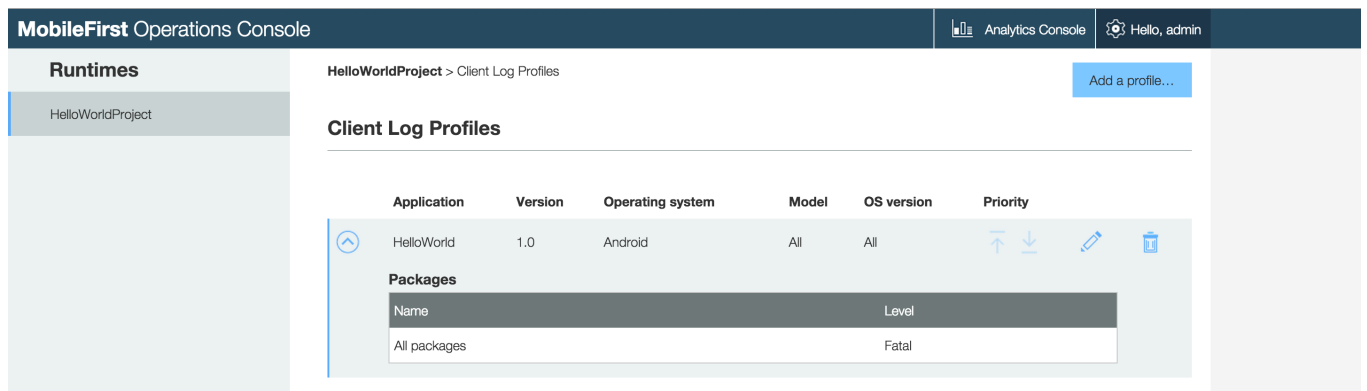 MobileFirst Operations Console
Analytics Console
Hello, admin
Runtimes
HelloWorldProject
HelloWorldProject > Client Log Profiles
Add a profile...
Client Log Profiles
Application Version Operating system Model OS version Priority
HelloWorld 1.0 Android All All
Packages
Name Level
All packages Fatal